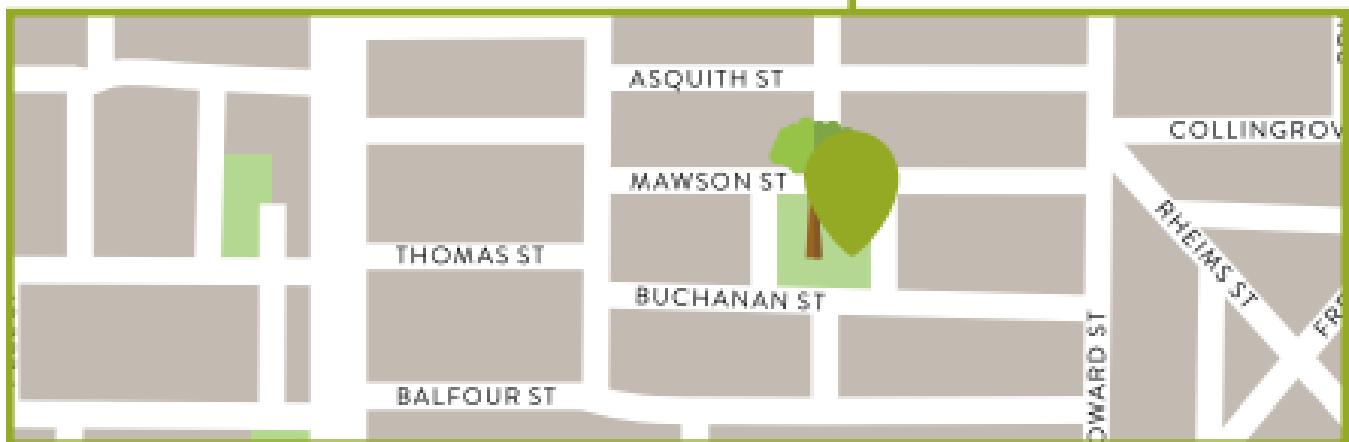 ASQUITH ST
COLLINGROV
MAWSON ST
RHEIMS ST
THOMAS ST
BUCHANAN ST
OWARD ST
BALFOUR ST